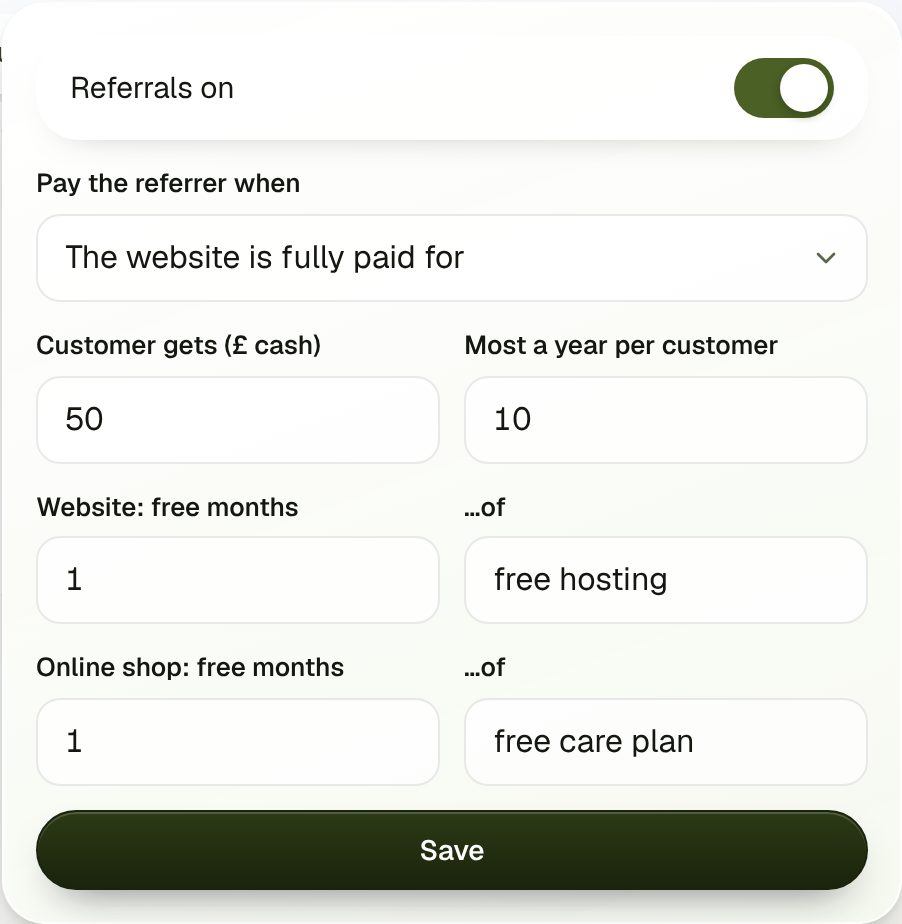 Referrals on
Pay the referrer when
The website is fully paid for
Customer gets (£ cash)
Most a year per customer
50
10
Website: free months
...of
1
free hosting
Online shop: free months
...of
1
free care plan
Save